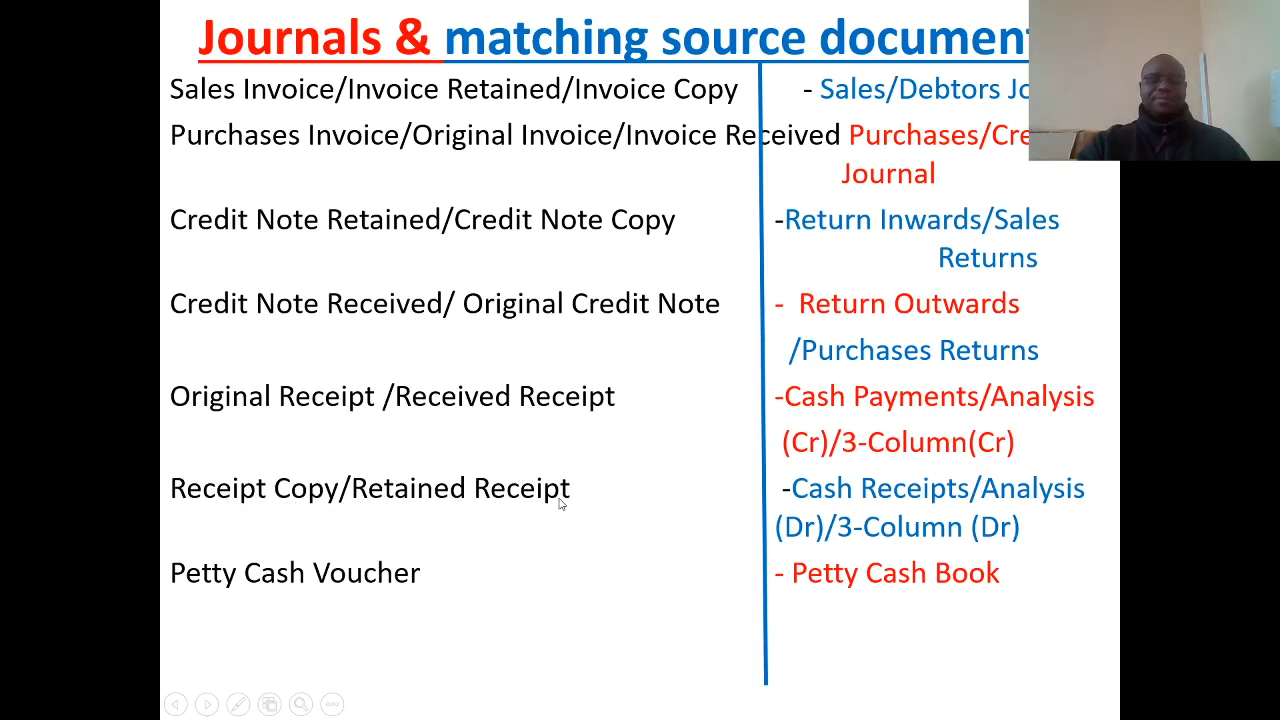 Journals & matching source document
Sales Invoice/Invoice Retained/Invoice Copy - Sales/Debtors
Purchases Invoice/Original Invoice/Invoice Received Purchases/
Journal
Credit Note Retained/Credit Note Copy -Return Inwards/Sales
Returns
Credit Note Received/ Original Credit Note - Return Outwards
/Purchases Returns
Original Receipt /Received Receipt -Cash Payments/Analysis
(Cr)/3-Column(Cr)
Receipt Copy/Retained Receipt -Cash Receipts/Analysis
(Dr)/3-Column (Dr)
Petty Cash Voucher - Petty Cash Book